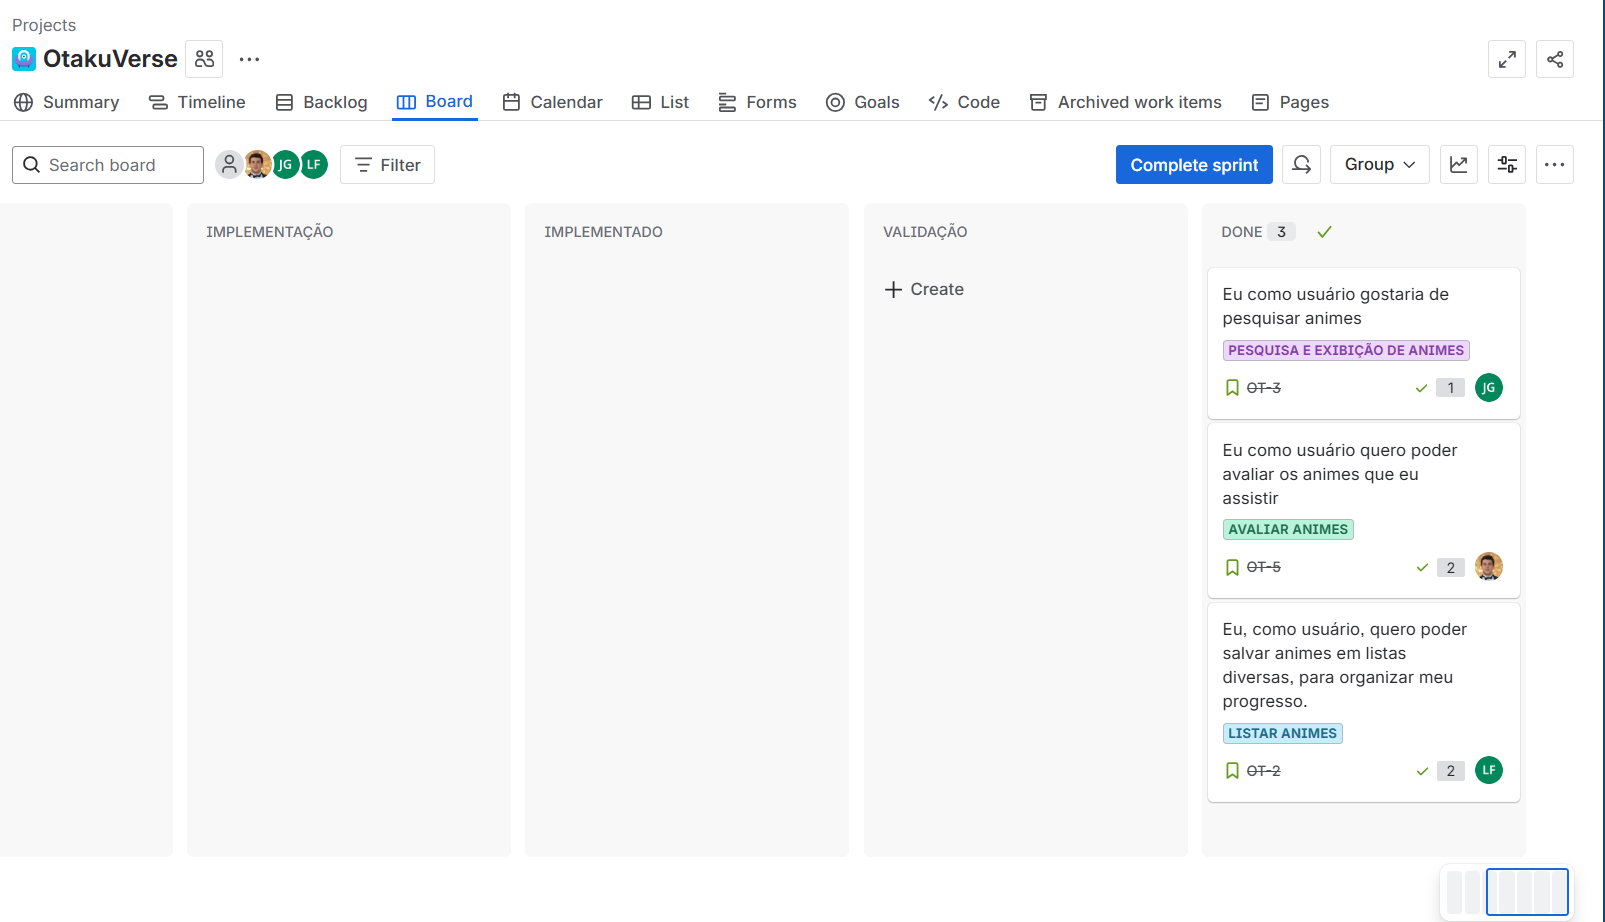 Projects
OtakuVerse
Summary
Timeline
Backlog
Board
Calendar
List
Forms
Goals
Code
Archived work items
Pages
Search board
JG
LF
Filter
Complete sprint
Group
IMPLEMENTAÇÃO
IMPLEMENTADO
VALIDAÇÃO
Create
DONE 3
Eu como usuário gostaria de
pesquisar animes
PESQUISA E EXIBIÇÃO DE ANIMES
OT-3
1
JG
Eu como usuário quero poder
avaliar os animes que eu
assistir
AVALIAR ANIMES
OT-5
2
Eu, como usuário, quero poder
salvar animes em listas
diversas, para organizar meu
progresso.
LISTAR ANIMES
OT-2
2
LF